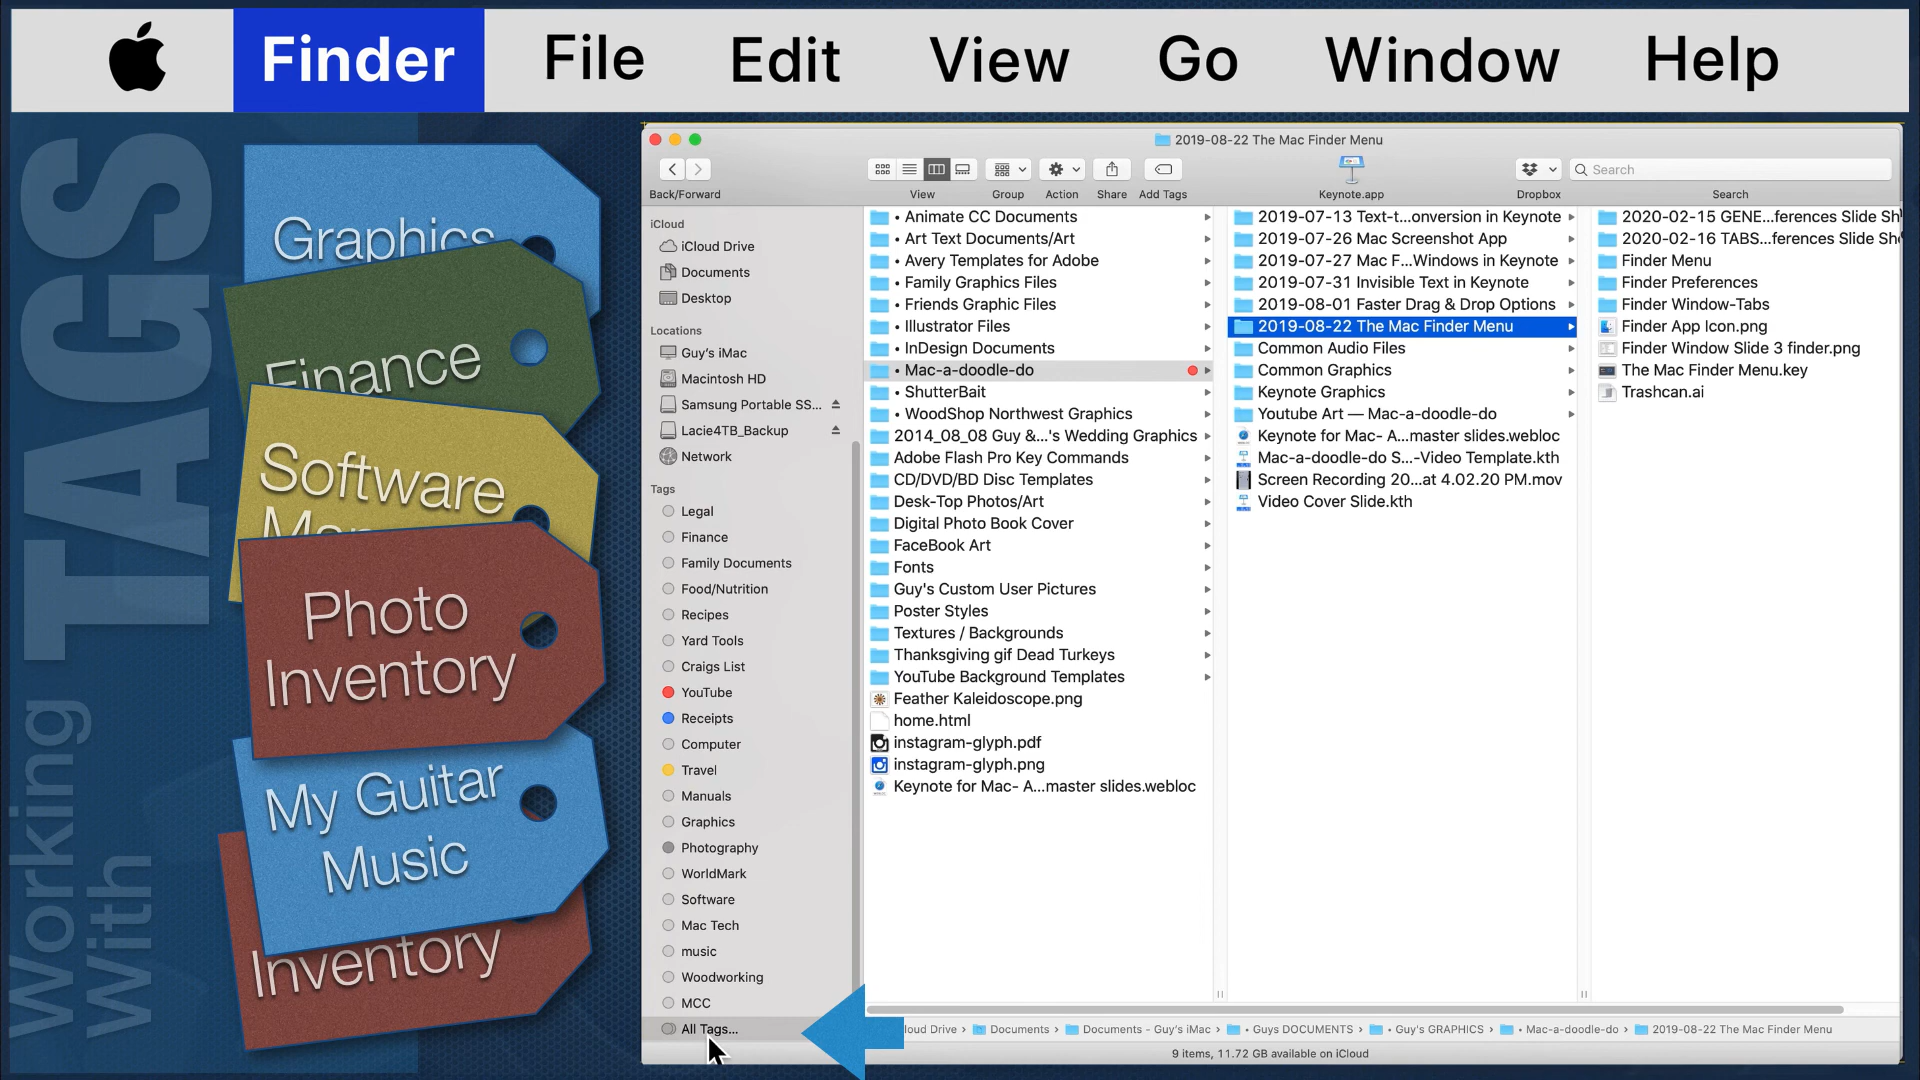 Finder File Edit View Go Window Help
Working With TAGS
Graphics
Finance
Software
Photo
Inventory
My Guitar
Music
Inventory
2019-08-22 The Mac Finder Menu
Search
Back/Forward View Group Action Share Add Tags Keynote.app Dropbox Search
iCloud
iCloud Drive
Documents
Desktop
Locations
Guy's iMac
Macintosh HD
Samsung Portable SS...
Lacie4TB_Backup
Network
Tags
Legal
Finance
Family Documents
Food/Nutrition
Recipes
Yard Tools
Craigs List
YouTube
Receipts
Computer
Travel
Manuals
Graphics
Photography
WorldMark
Software
Mac Tech
music
Woodworking
MCC
All Tags...
• Animate CC Documents
• Art Text Documents/Art
• Avery Templates for Adobe
• Family Graphics Files
• Friends Graphic Files
• Illustrator Files
• InDesign Documents
• Mac-a-doodle-do
• ShutterBait
• WoodShop Northwest Graphics
2014_08_08 Guy &...'s Wedding Graphics
Adobe Flash Pro Key Commands
CD/DVD/BD Disc Templates
Desk-Top Photos/Art
Digital Photo Book Cover
FaceBook Art
Fonts
Guy's Custom User Pictures
Poster Styles
Textures / Backgrounds
Thanksgiving gif Dead Turkeys
YouTube Background Templates
Feather Kaleidoscope.png
home.html
instagram-glyph.pdf
instagram-glyph.png
Keynote for Mac- A...master slides.webloc
2019-07-13 Text-t...onversion in Keynote
2019-07-26 Mac Screenshot App
2019-07-27 Mac F...Windows in Keynote
2019-07-31 Invisible Text in Keynote
2019-08-01 Faster Drag & Drop Options
2019-08-22 The Mac Finder Menu
Common Audio Files
Common Graphics
Keynote Graphics
Youtube Art — Mac-a-doodle-do
Keynote for Mac- A...master slides.webloc
Mac-a-doodle-do S...-Video Template.kth
Screen Recording 20...at 4.02.20 PM.mov
Video Cover Slide.kth
2020-02-15 GENE...ferences Slide Sh
2020-02-16 TABS...ferences Slide Sh
Finder Menu
Finder Preferences
Finder Window-Tabs
Finder App Icon.png
Finder Window Slide 3 finder.png
The Mac Finder Menu.key
Trashcan.ai
loud Drive › Documents › Documents - Guy's iMac › • Guys DOCUMENTS › • Guy's GRAPHICS › • Mac-a-doodle-do › 2019-08-22 The Mac Finder Menu
9 items, 11.72 GB available on iCloud